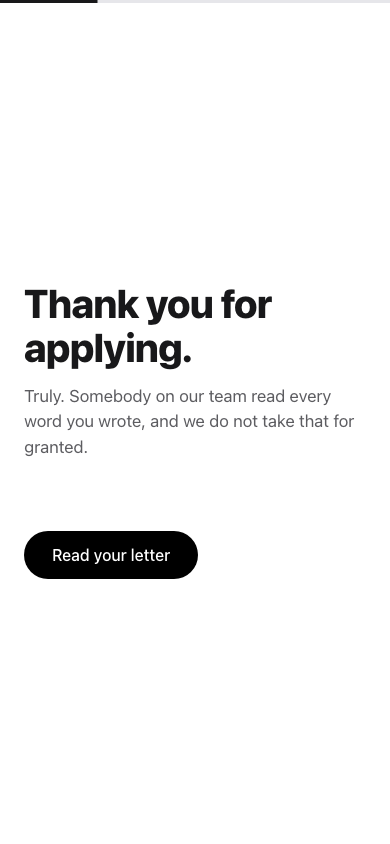 Thank you for
applying.
Truly. Somebody on our team read every
word you wrote, and we do not take that for
granted.
Read your letter